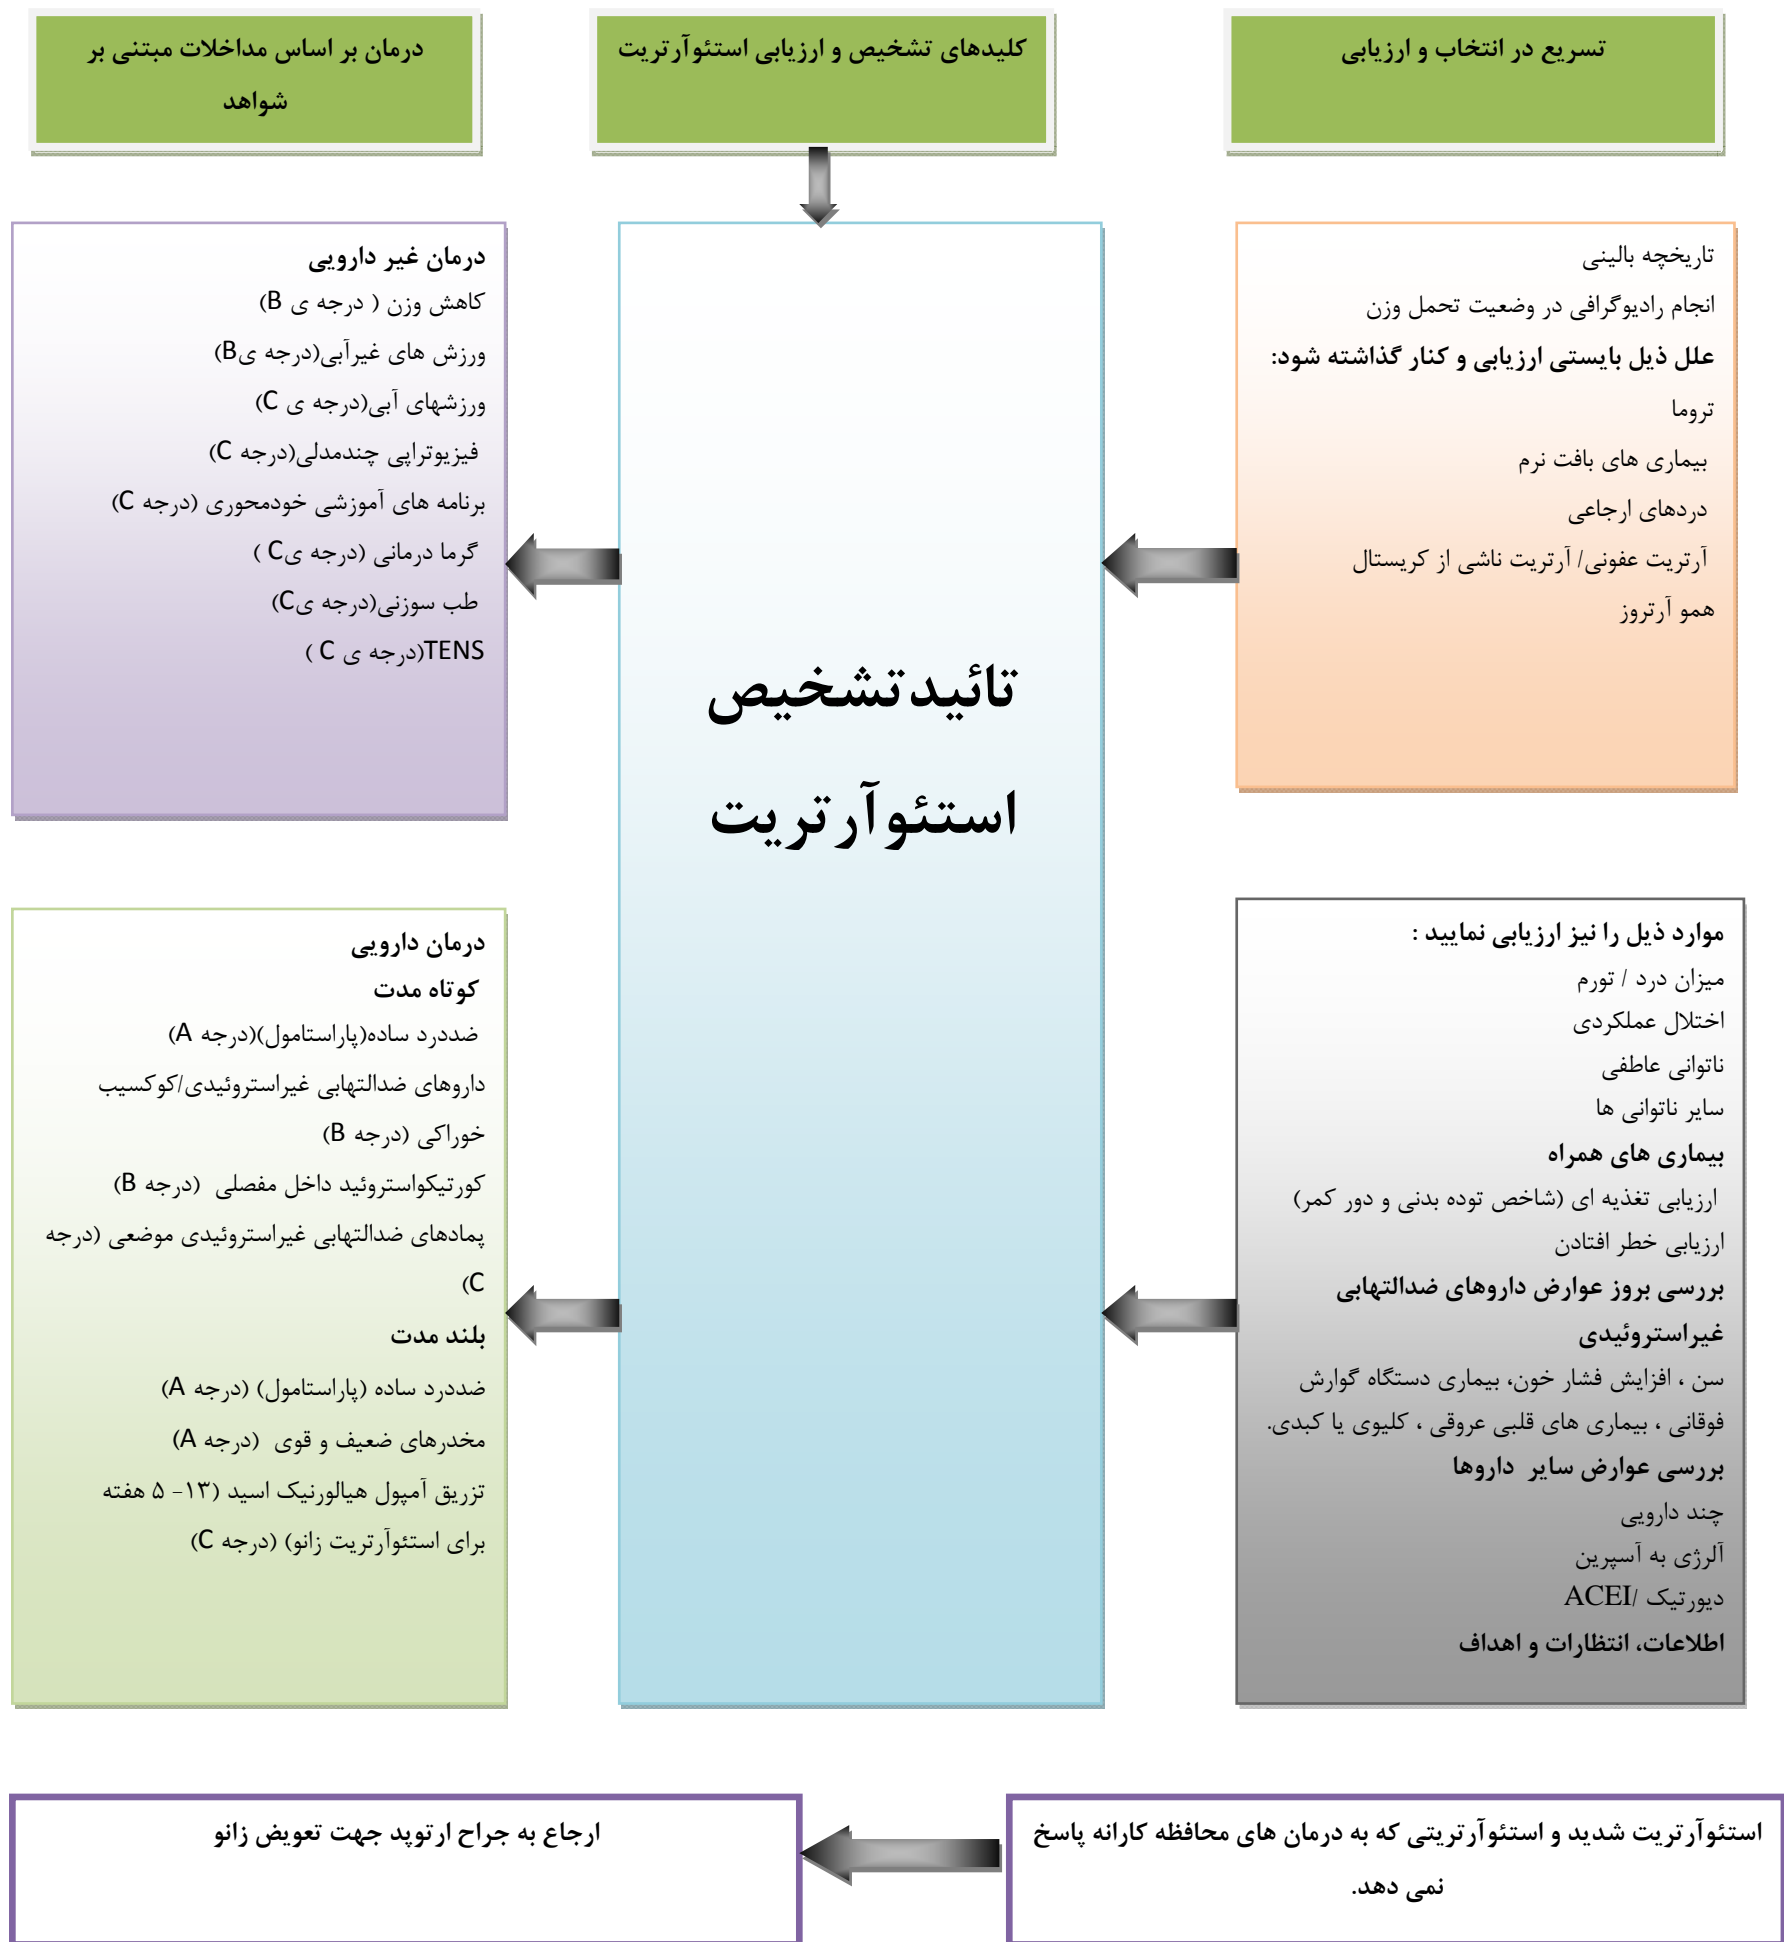 تسریع در انتخاب و ارزیابی
کلیدهای تشخیص و ارزیابی استئوآرتریت
درمان بر اساس مداخلات مبتنی بر
شواهد
تاریخچه بالینی
انجام رادیوگرافی در وضعیت تحمل وزن
علل ذیل بایستی ارزیابی و کنار گذاشته شود:
تروما
بیماری های بافت نرم
دردهای ارجاعی
آرتریت عفونی/ آرتریت ناشی از کریستال
همو آرتروز
موارد ذیل را نیز ارزیابی نمایید :
میزان درد / تورم
اختلال عملکردی
ناتوانی عاطفی
سایر ناتوانی ها
بیماری های همراه
ارزیابی تغذیه ای (شاخص توده بدنی و دور کمر)
ارزیابی خطر افتادن
بررسی بروز عوارض داروهای ضدالتهابی
غیراستروئیدی
سن ، افزایش فشار خون، بیماری دستگاه گوارش
فوقانی ، بیماری های قلبی عروقی ، کلیوی یا کبدی.
بررسی عوارض سایر داروها
چند دارویی
آلرژی به آسپرین
دیورتیک /ACEI
اطلاعات، انتظارات و اهداف
تائیدتشخیص
استئوآرتریت
درمان غیر دارویی
کاهش وزن ( درجه ی B)
ورزش های غیرآبی(درجه یB)
ورزشهای آبی(درجه ی C)
فیزیوتراپی چندمدلی(درجه C)
برنامه های آموزشی خودمحوری (درجه C)
گرما درمانی (درجه یC )
طب سوزنی(درجه یC)
TENS(درجه ی C )
درمان دارویی
کوتاه مدت
ضددرد ساده(پاراستامول)(درجه A)
داروهای ضدالتهابی غیراستروئیدی/کوکسیب
خوراکی (درجه B)
کورتیکواستروئید داخل مفصلی (درجه B)
پمادهای ضدالتهابی غیراستروئیدی موضعی (درجه
C)
بلند مدت
ضددرد ساده (پاراستامول) (درجه A)
مخدرهای ضعیف و قوی (درجه A)
تزریق آمپول هیالورنیک اسید (۱۳- ۵ هفته
برای استئوآرتریت زانو) (درجه C)
استئوآرتریت شدید و استئوآرتریتی که به درمان های محافظه کارانه پاسخ
نمی دهد.
ارجاع به جراح ارتوپد جهت تعویض زانو